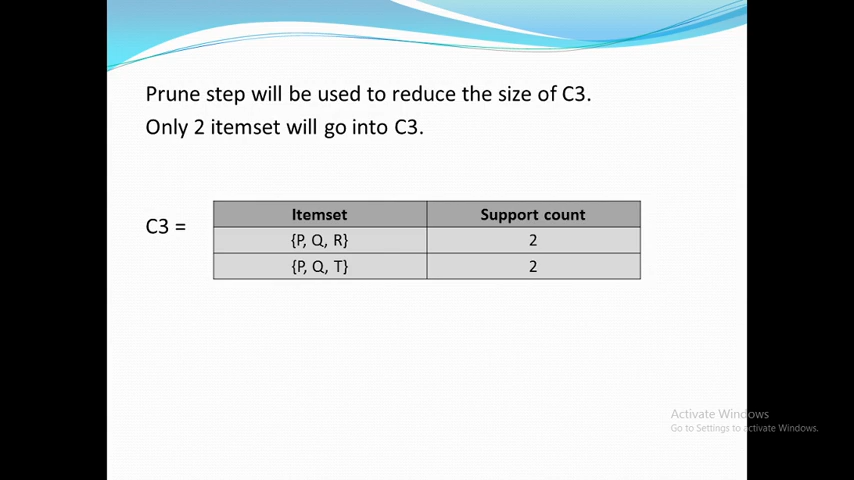 Prune step will be used to reduce the size of C3.
Only 2 itemset will go into C3.
C3 =
Itemset Support count
{P, Q, R} 2
{P, Q, T} 2
Activate Windows
Go to Settings to activate Windows.